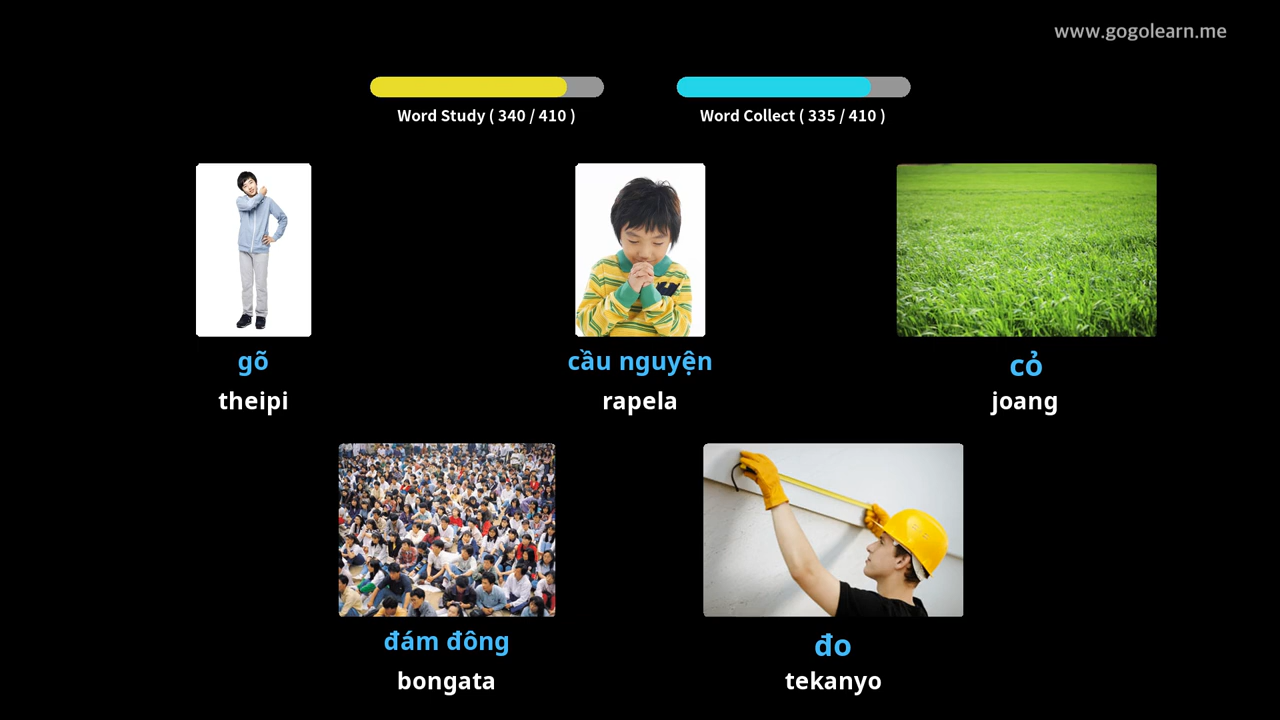 www.gogolearn.me
Word Study ( 340 / 410 )
Word Collect ( 335 / 410 )
gõ
theipi
cầu nguyện
rapela
cỏ
joang
đám đông
bongata
đo
tekanyo